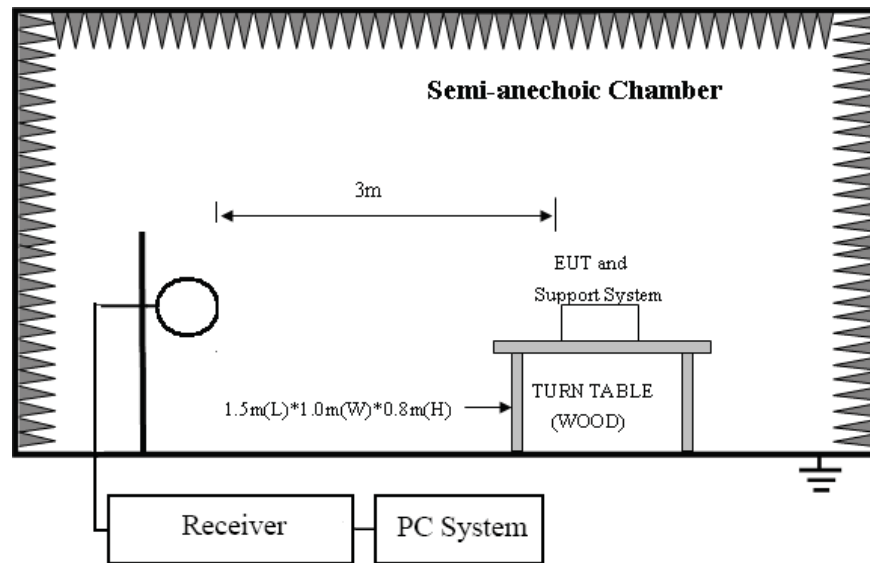 Semi-anechoic Chamber
3m
EUT and
Support System
1.5m(L)*1.0m(W)*0.8m(H)
TURN TABLE
(WOOD)
Receiver
PC System